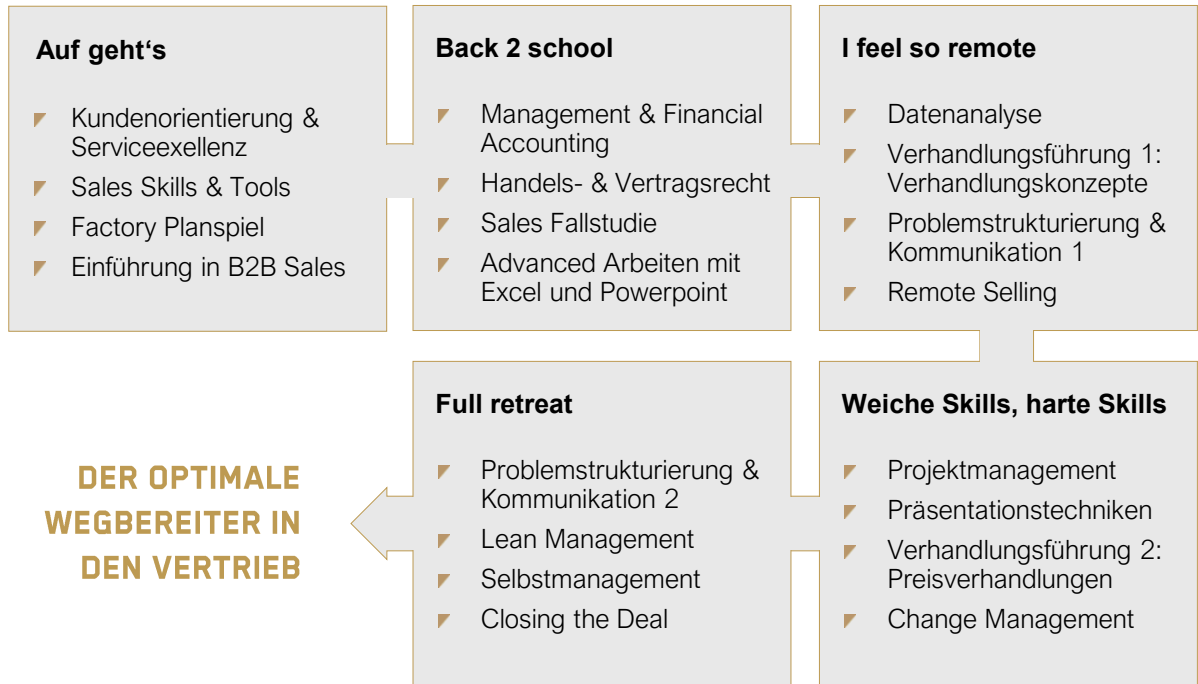 Auf geht‘s
Kundenorientierung &
Serviceexellenz
Sales Skills & Tools
Factory Planspiel
Einführung in B2B Sales
Back 2 school
Management & Financial
Accounting
Handels- & Vertragsrecht
Sales Fallstudie
Advanced Arbeiten mit
Excel und Powerpoint
I feel so remote
Datenanalyse
Verhandlungsführung 1:
Verhandlungskonzepte
Problemstrukturierung &
Kommunikation 1
Remote Selling
Weiche Skills, harte Skills
Projektmanagement
Präsentationstechniken
Verhandlungsführung 2:
Preisverhandlungen
Change Management
Full retreat
Problemstrukturierung &
Kommunikation 2
Lean Management
Selbstmanagement
Closing the Deal
DER OPTIMALE
WEGBEREITER IN
DEN VERTRIEB